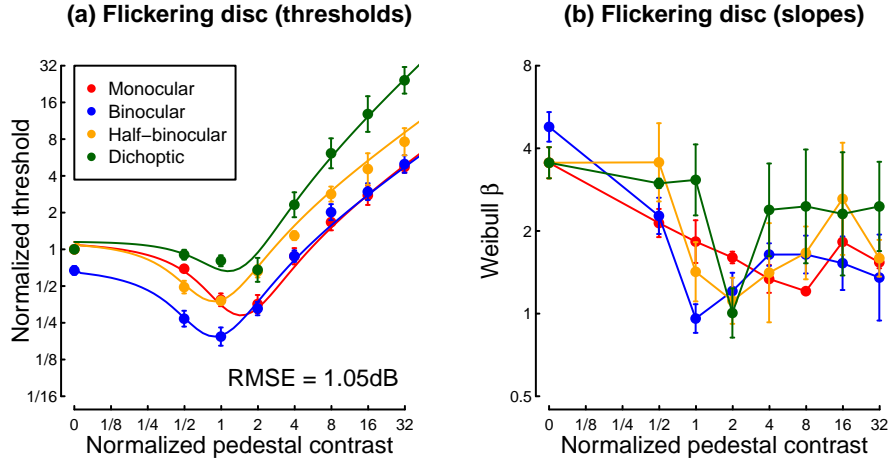 (a) Flickering disc (thresholds)
32
16
8
4
2
1
1/2
1/4
1/8
1/16
Normalized threshold
Monocular
Binocular
Half−binocular
Dichoptic
RMSE = 1.05dB
0 1/8 1/4 1/2 1 2 4 8 16 32
Normalized pedestal contrast
(b) Flickering disc (slopes)
8
4
2
1
0.5
Weibull β
0 1/8 1/4 1/2 1 2 4 8 16 32
Normalized pedestal contrast